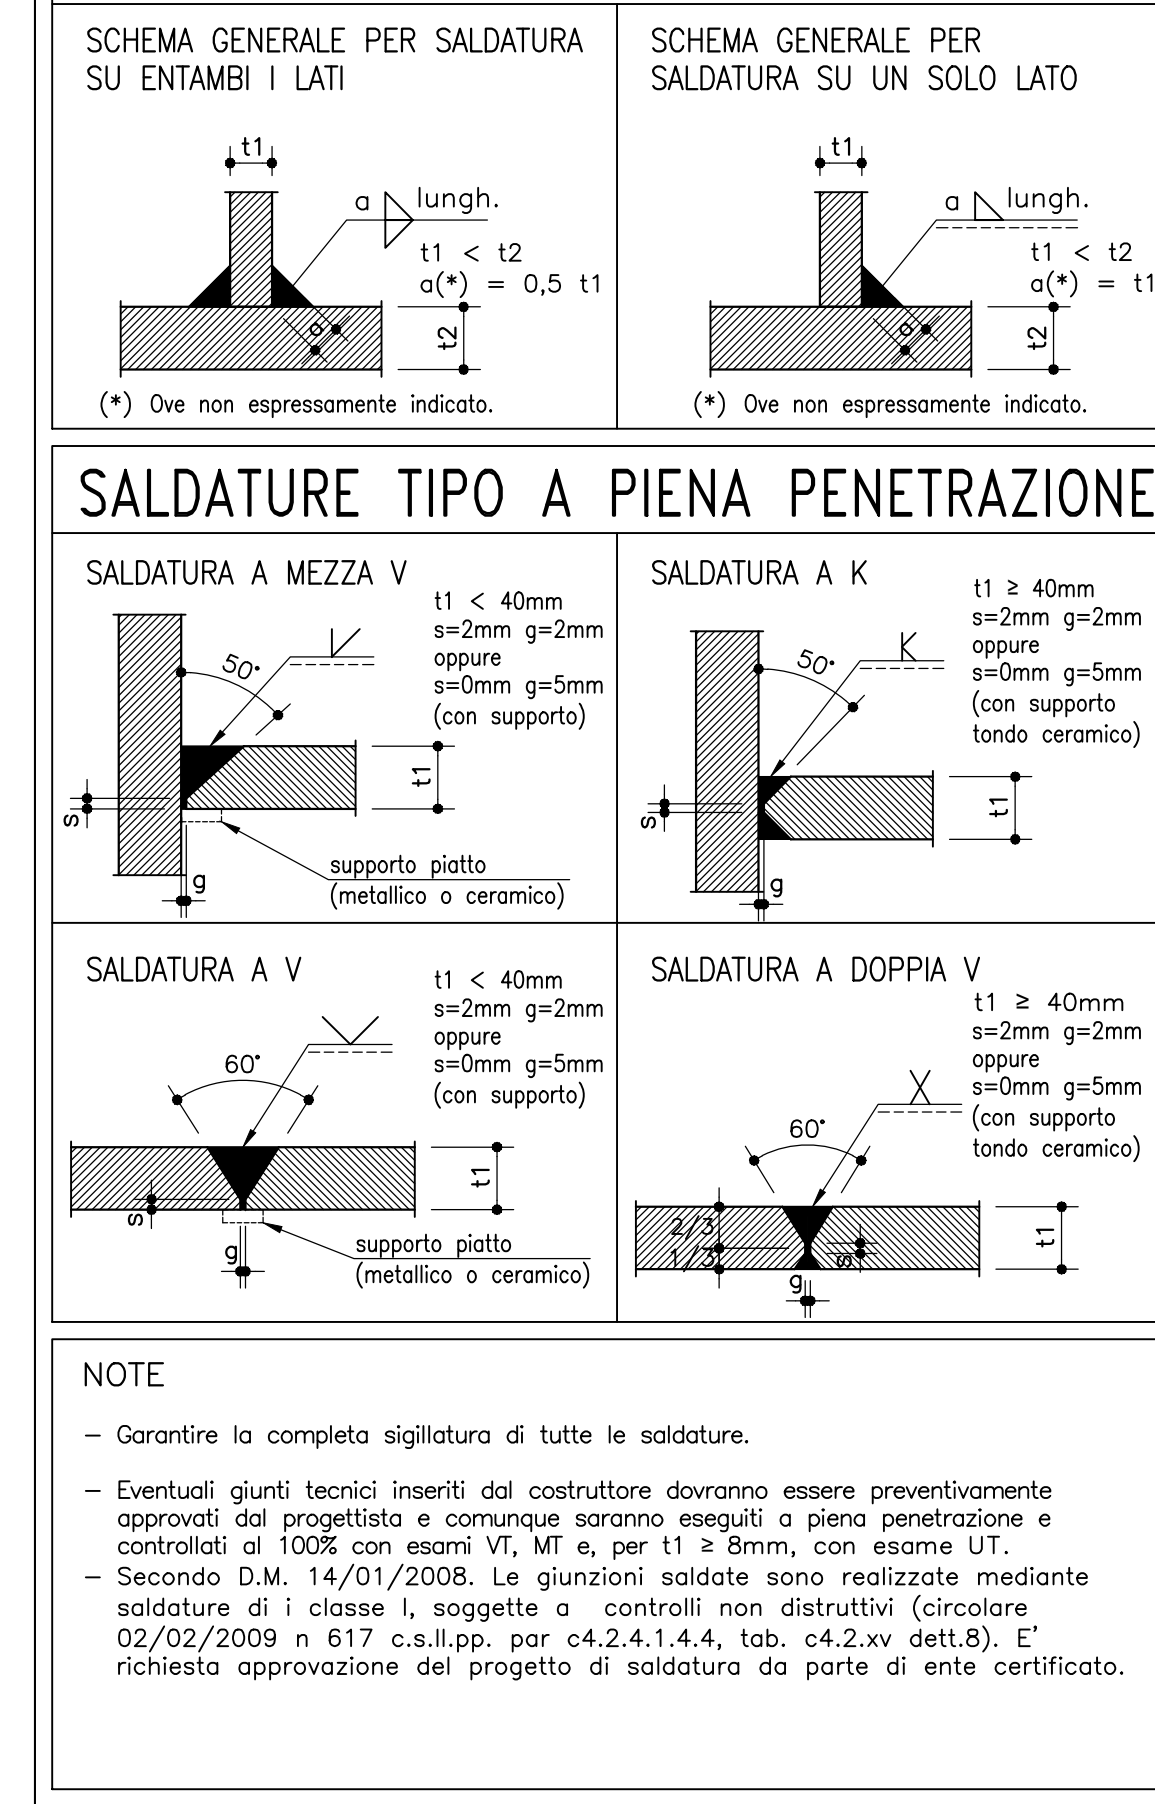 SCHEMA GENERALE PER SALDATURA
SU ENTAMBI I LATI
t1
a lungh.
t1 < t2
a(*) = 0,5 t1
a
t2
(*) Ove non espressamente indicato.
SCHEMA GENERALE PER
SALDATURA SU UN SOLO LATO
t1
a lungh.
t1 < t2
a(*) = t1
a
t2
(*) Ove non espressamente indicato.
SALDATURE TIPO A PIENA PENETRAZIONE
SALDATURA A MEZZA V
t1 < 40mm
s=2mm g=2mm
oppure
s=0mm g=5mm
(con supporto)
50°
t1
s
g
supporto piatto
(metallico o ceramico)
SALDATURA A K
t1 ≥ 40mm
s=2mm g=2mm
oppure
s=0mm g=5mm
(con supporto
tondo ceramico)
50°
t1
s
g
SALDATURA A V
t1 < 40mm
s=2mm g=2mm
oppure
s=0mm g=5mm
(con supporto)
60°
t1
s
g
supporto piatto
(metallico o ceramico)
SALDATURA A DOPPIA V
t1 ≥ 40mm
s=2mm g=2mm
oppure
s=0mm g=5mm
(con supporto
tondo ceramico)
60°
2/3
1/3
s
t1
g
NOTE
– Garantire la completa sigillatura di tutte le saldature.
– Eventuali giunti tecnici inseriti dal costruttore dovranno essere preventivamente
approvati dal progettista e comunque saranno eseguiti a piena penetrazione e
controllati al 100% con esami VT, MT e, per t1 ≥ 8mm, con esame UT.
– Secondo D.M. 14/01/2008. Le giunzioni saldate sono realizzate mediante
saldature di i classe I, soggette a controlli non distruttivi (circolare
02/02/2009 n 617 c.s.ll.pp. par c4.2.4.1.4.4, tab. c4.2.xv dett.8). E'
richiesta approvazione del progetto di saldatura da parte di ente certificato.